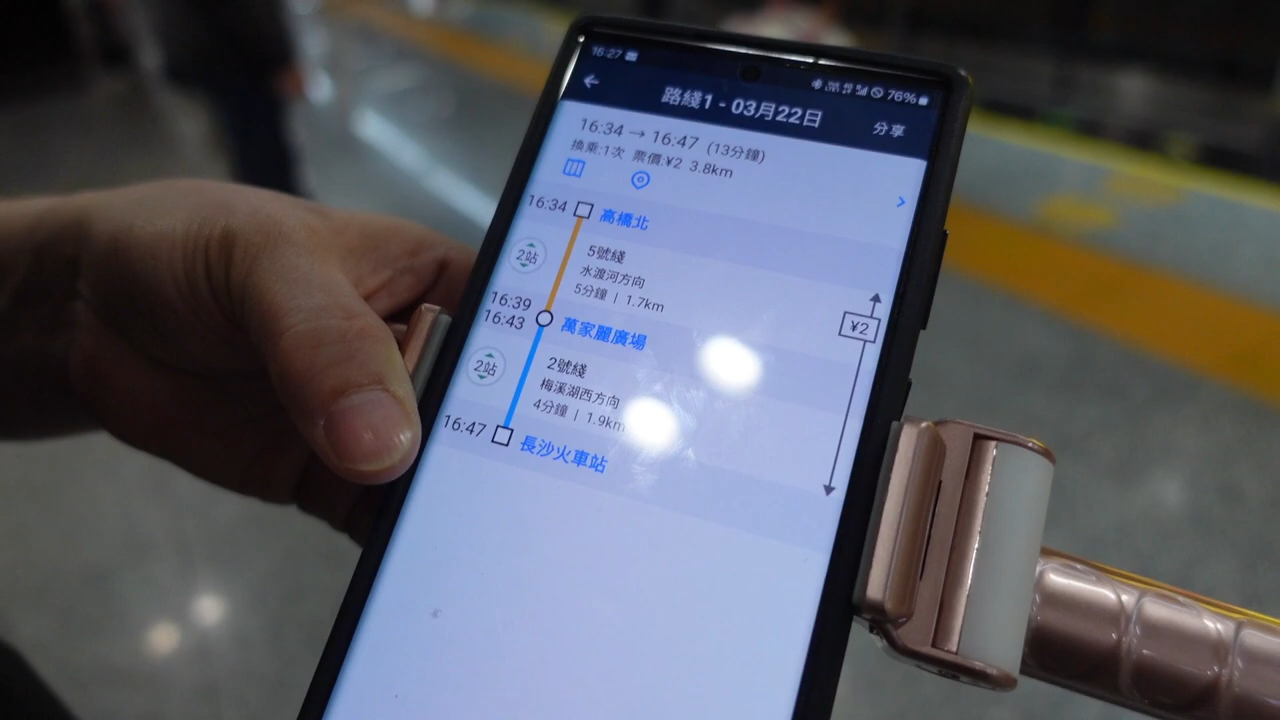 16:27
76%
路綫1 - 03月22日
分享
16:34 → 16:47 (13分鐘)
換乘:1次 票價:¥2 3.8km
16:34 高橋北
2站
5號綫
水渡河方向
5分鐘 | 1.7km
¥2
16:39
16:43
萬家麗廣場
2站
2號綫
梅溪湖西方向
4分鐘 | 1.9km
16:47 長沙火車站